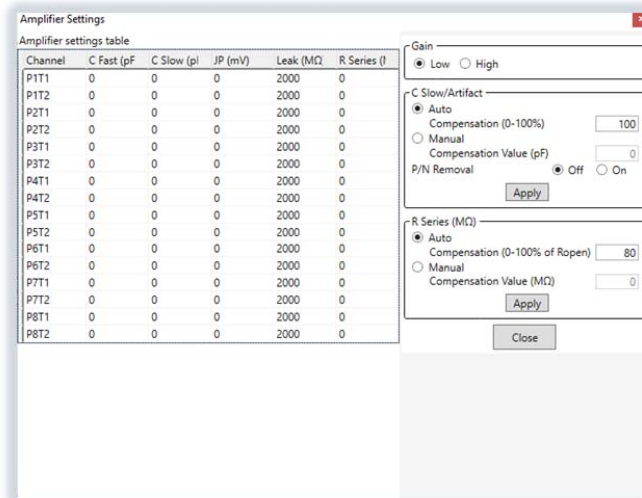 Amplifier Settings
Amplifier settings table
Channel C Fast (pF C Slow (pl JP (mV) Leak (MΩ R Series (I
P1T1 0 0 0 2000 0
P1T2 0 0 0 2000 0
P2T1 0 0 0 2000 0
P2T2 0 0 0 2000 0
P3T1 0 0 0 2000 0
P3T2 0 0 0 2000 0
P4T1 0 0 0 2000 0
P4T2 0 0 0 2000 0
P5T1 0 0 0 2000 0
P5T2 0 0 0 2000 0
P6T1 0 0 0 2000 0
P6T2 0 0 0 2000 0
P7T1 0 0 0 2000 0
P7T2 0 0 0 2000 0
P8T1 0 0 0 2000 0
P8T2 0 0 0 2000 0
Gain
Low High
C Slow/Artifact
Auto
Compensation (0-100%) 100
Manual
Compensation Value (pF) 0
P/N Removal Off On
Apply
R Series (MΩ)
Auto
Compensation (0-100% of Ropen) 80
Manual
Compensation Value (MΩ) 0
Apply
Close